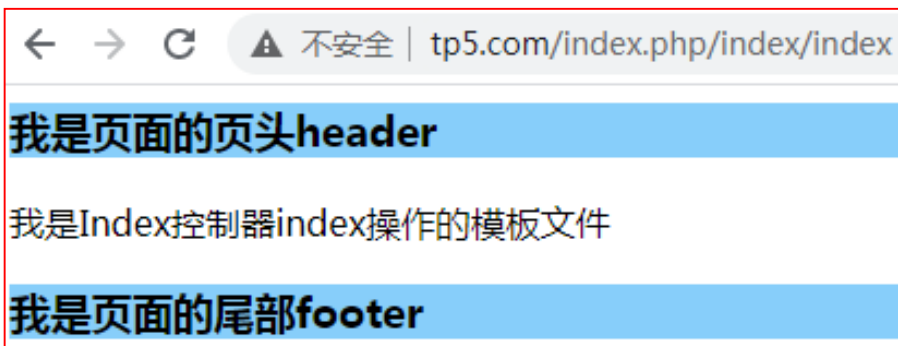 不安全 | tp5.com/index.php/index/index
我是页面的页头header
我是Index控制器index操作的模板文件
我是页面的尾部footer